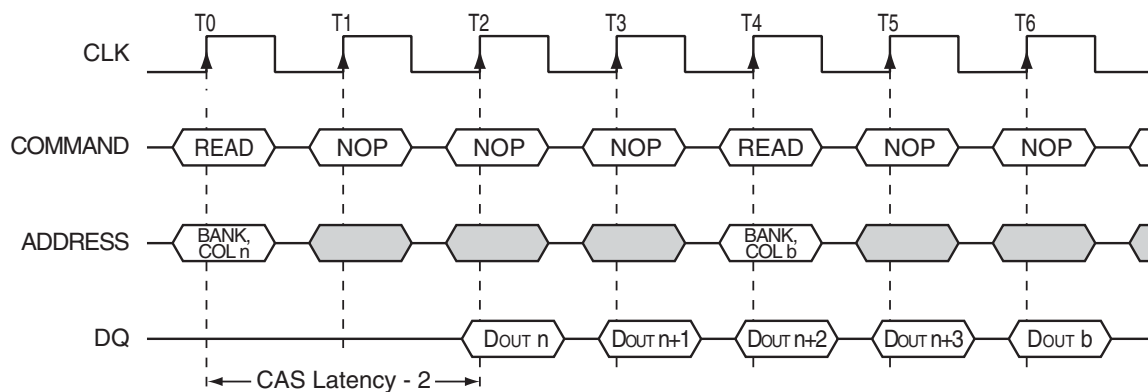 T0 T1 T2 T3 T4 T5 T6
CLK
COMMAND READ NOP NOP NOP READ NOP NOP
ADDRESS BANK, COL n BANK, COL b
DQ DOUT n DOUT n+1 DOUT n+2 DOUT n+3 DOUT b
CAS Latency - 2